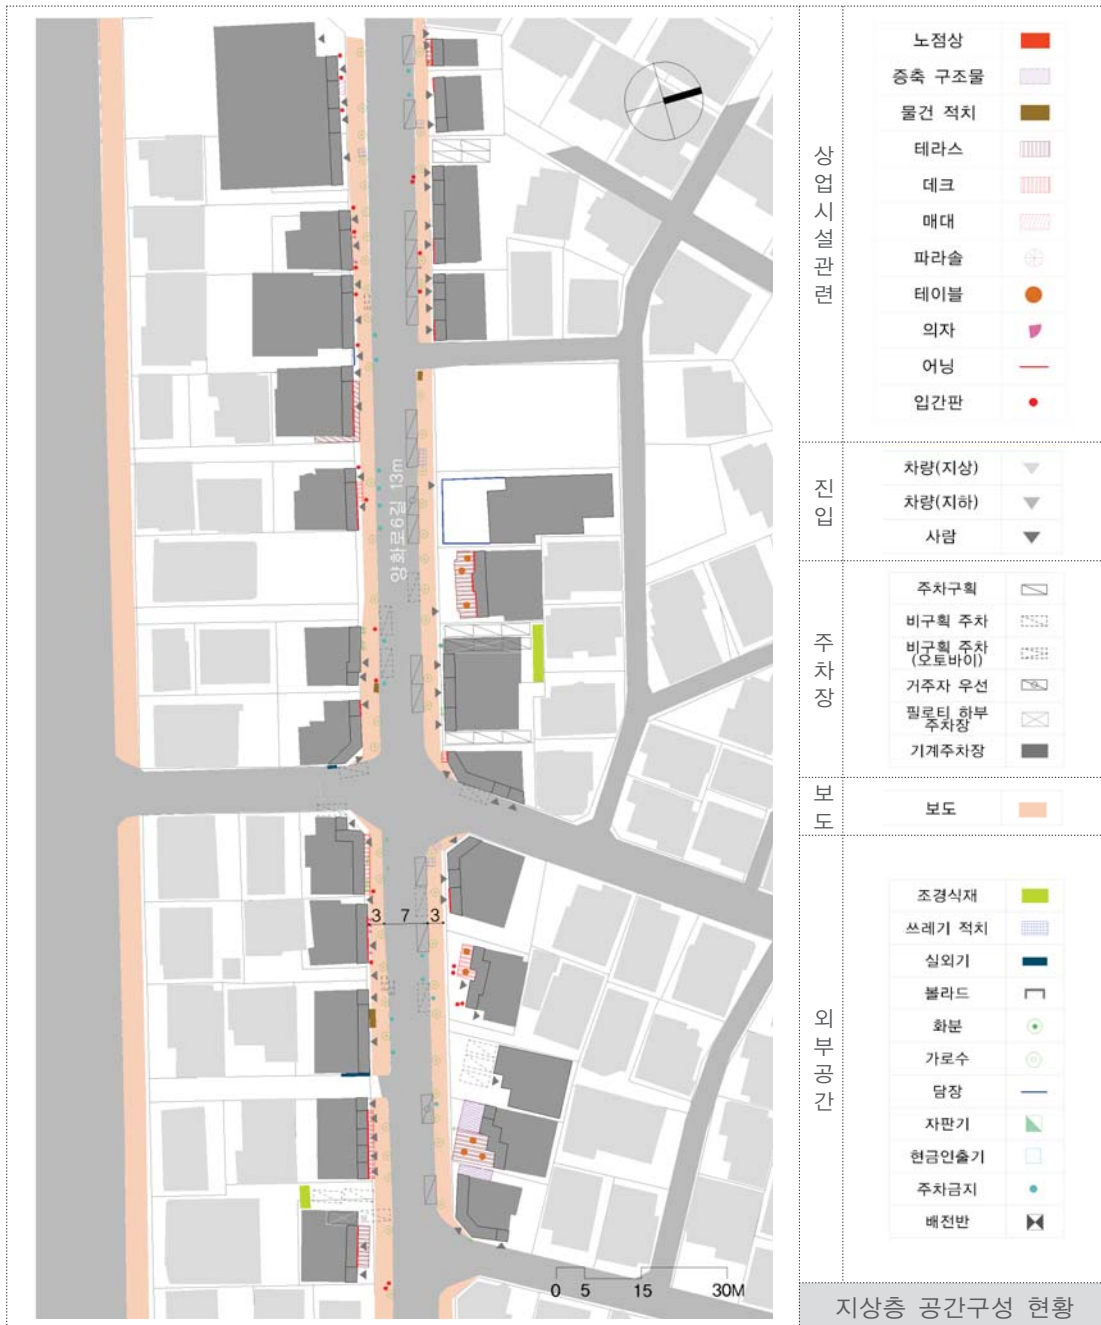 양화로6길 13m
3 7 3
0 5 15 30M
상업시설관련
노점상
증축 구조물
물건 적치
테라스
데크
매대
파라솔
테이블
의자
어닝
입간판
진입
차량(지상)
차량(지하)
사람
주차장
주차구획
비구획 주차
비구획 주차
(오토바이)
거주자 우선
필로티 하부
주차장
기계주차장
보도
보도
외부공간
조경식재
쓰레기 적치
실외기
볼라드
화분
가로수
담장
자판기
현금인출기
주차금지
배전반
지상층 공간구성 현황